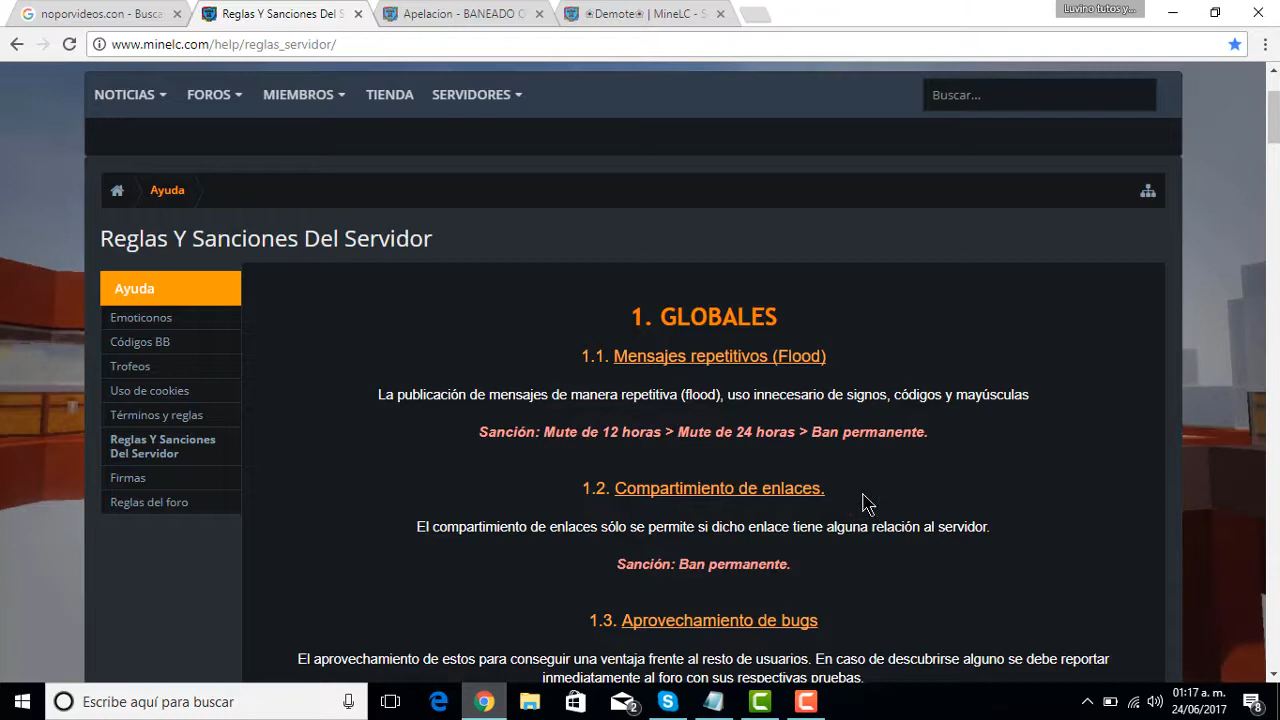 noporvideos.con - Busca
Reglas Y Sanciones Del S
Apelacion - BANEADO
Demote | MineLC - S
Luvino tutos y...
www.minelc.com/help/reglas_servidor/
NOTICIAS FOROS MIEMBROS TIENDA SERVIDORES Buscar...
Ayuda
Reglas Y Sanciones Del Servidor
Ayuda
Emoticonos
Códigos BB
Trofeos
Uso de cookies
Términos y reglas
Reglas Y Sanciones
Del Servidor
Firmas
Reglas del foro
1. GLOBALES
1.1. Mensajes repetitivos (Flood)
La publicación de mensajes de manera repetitiva (flood), uso innecesario de signos, códigos y mayúsculas
Sanción: Mute de 12 horas > Mute de 24 horas > Ban permanente.
1.2. Compartimiento de enlaces.
El compartimiento de enlaces sólo se permite si dicho enlace tiene alguna relación al servidor.
Sanción: Ban permanente.
1.3. Aprovechamiento de bugs
El aprovechamiento de estos para conseguir una ventaja frente al resto de usuarios. En caso de descubrirse alguno se debe reportar
inmediatamente al foro con sus respectivas pruebas.
Escribe aquí para buscar
2
01:17 a. m.
24/06/2017
8